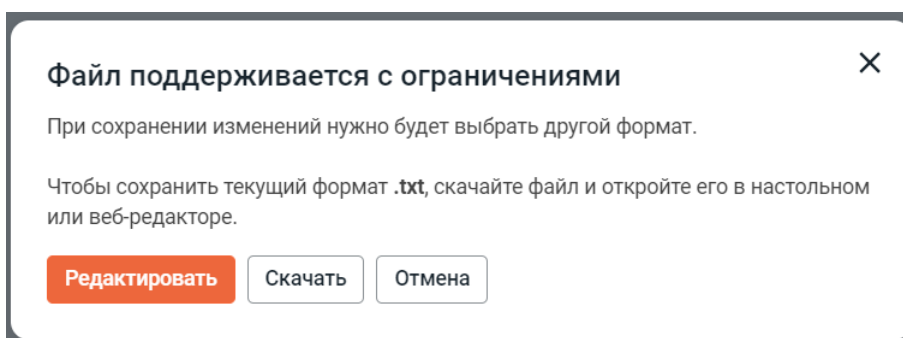 Файл поддерживается с ограничениями
При сохранении изменений нужно будет выбрать другой формат.
Чтобы сохранить текущий формат .txt, скачайте файл и откройте его в настольном
или веб-редакторе.
Редактировать Скачать Отмена